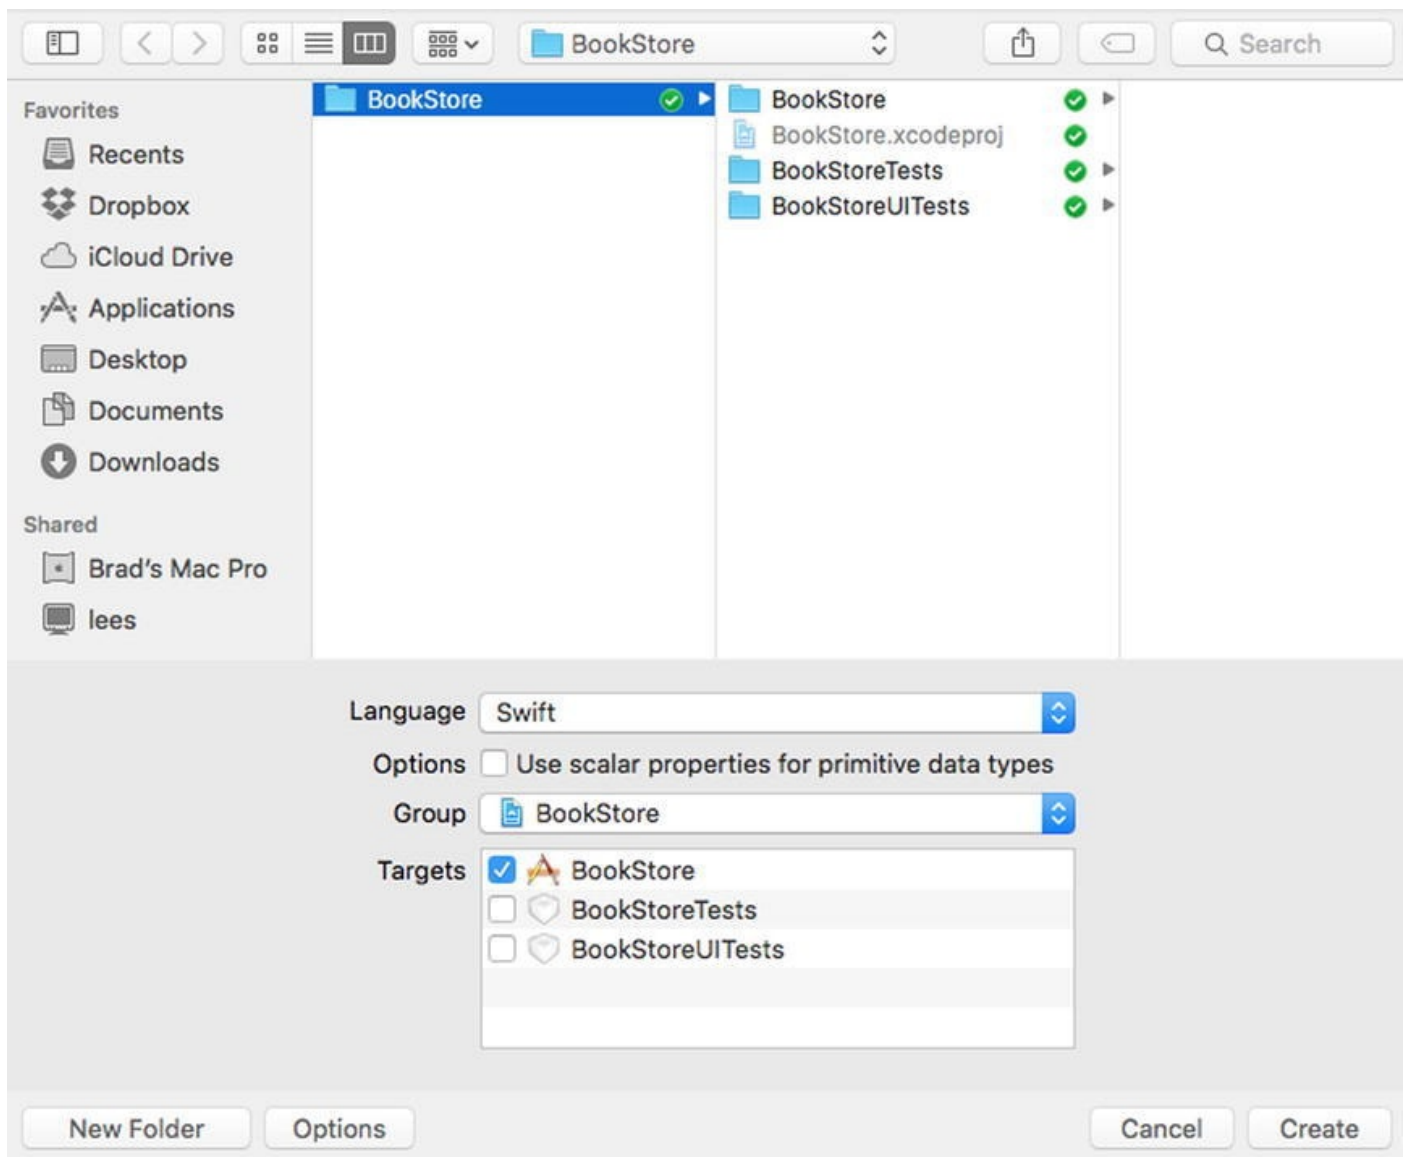 BookStore
Search
Favorites
Recents
Dropbox
iCloud Drive
Applications
Desktop
Documents
Downloads
Shared
Brad's Mac Pro
lees
BookStore
BookStore
BookStore.xcodeproj
BookStoreTests
BookStoreUITests
Language Swift
Options Use scalar properties for primitive data types
Group BookStore
Targets BookStore
BookStoreTests
BookStoreUITests
New Folder Options Cancel Create